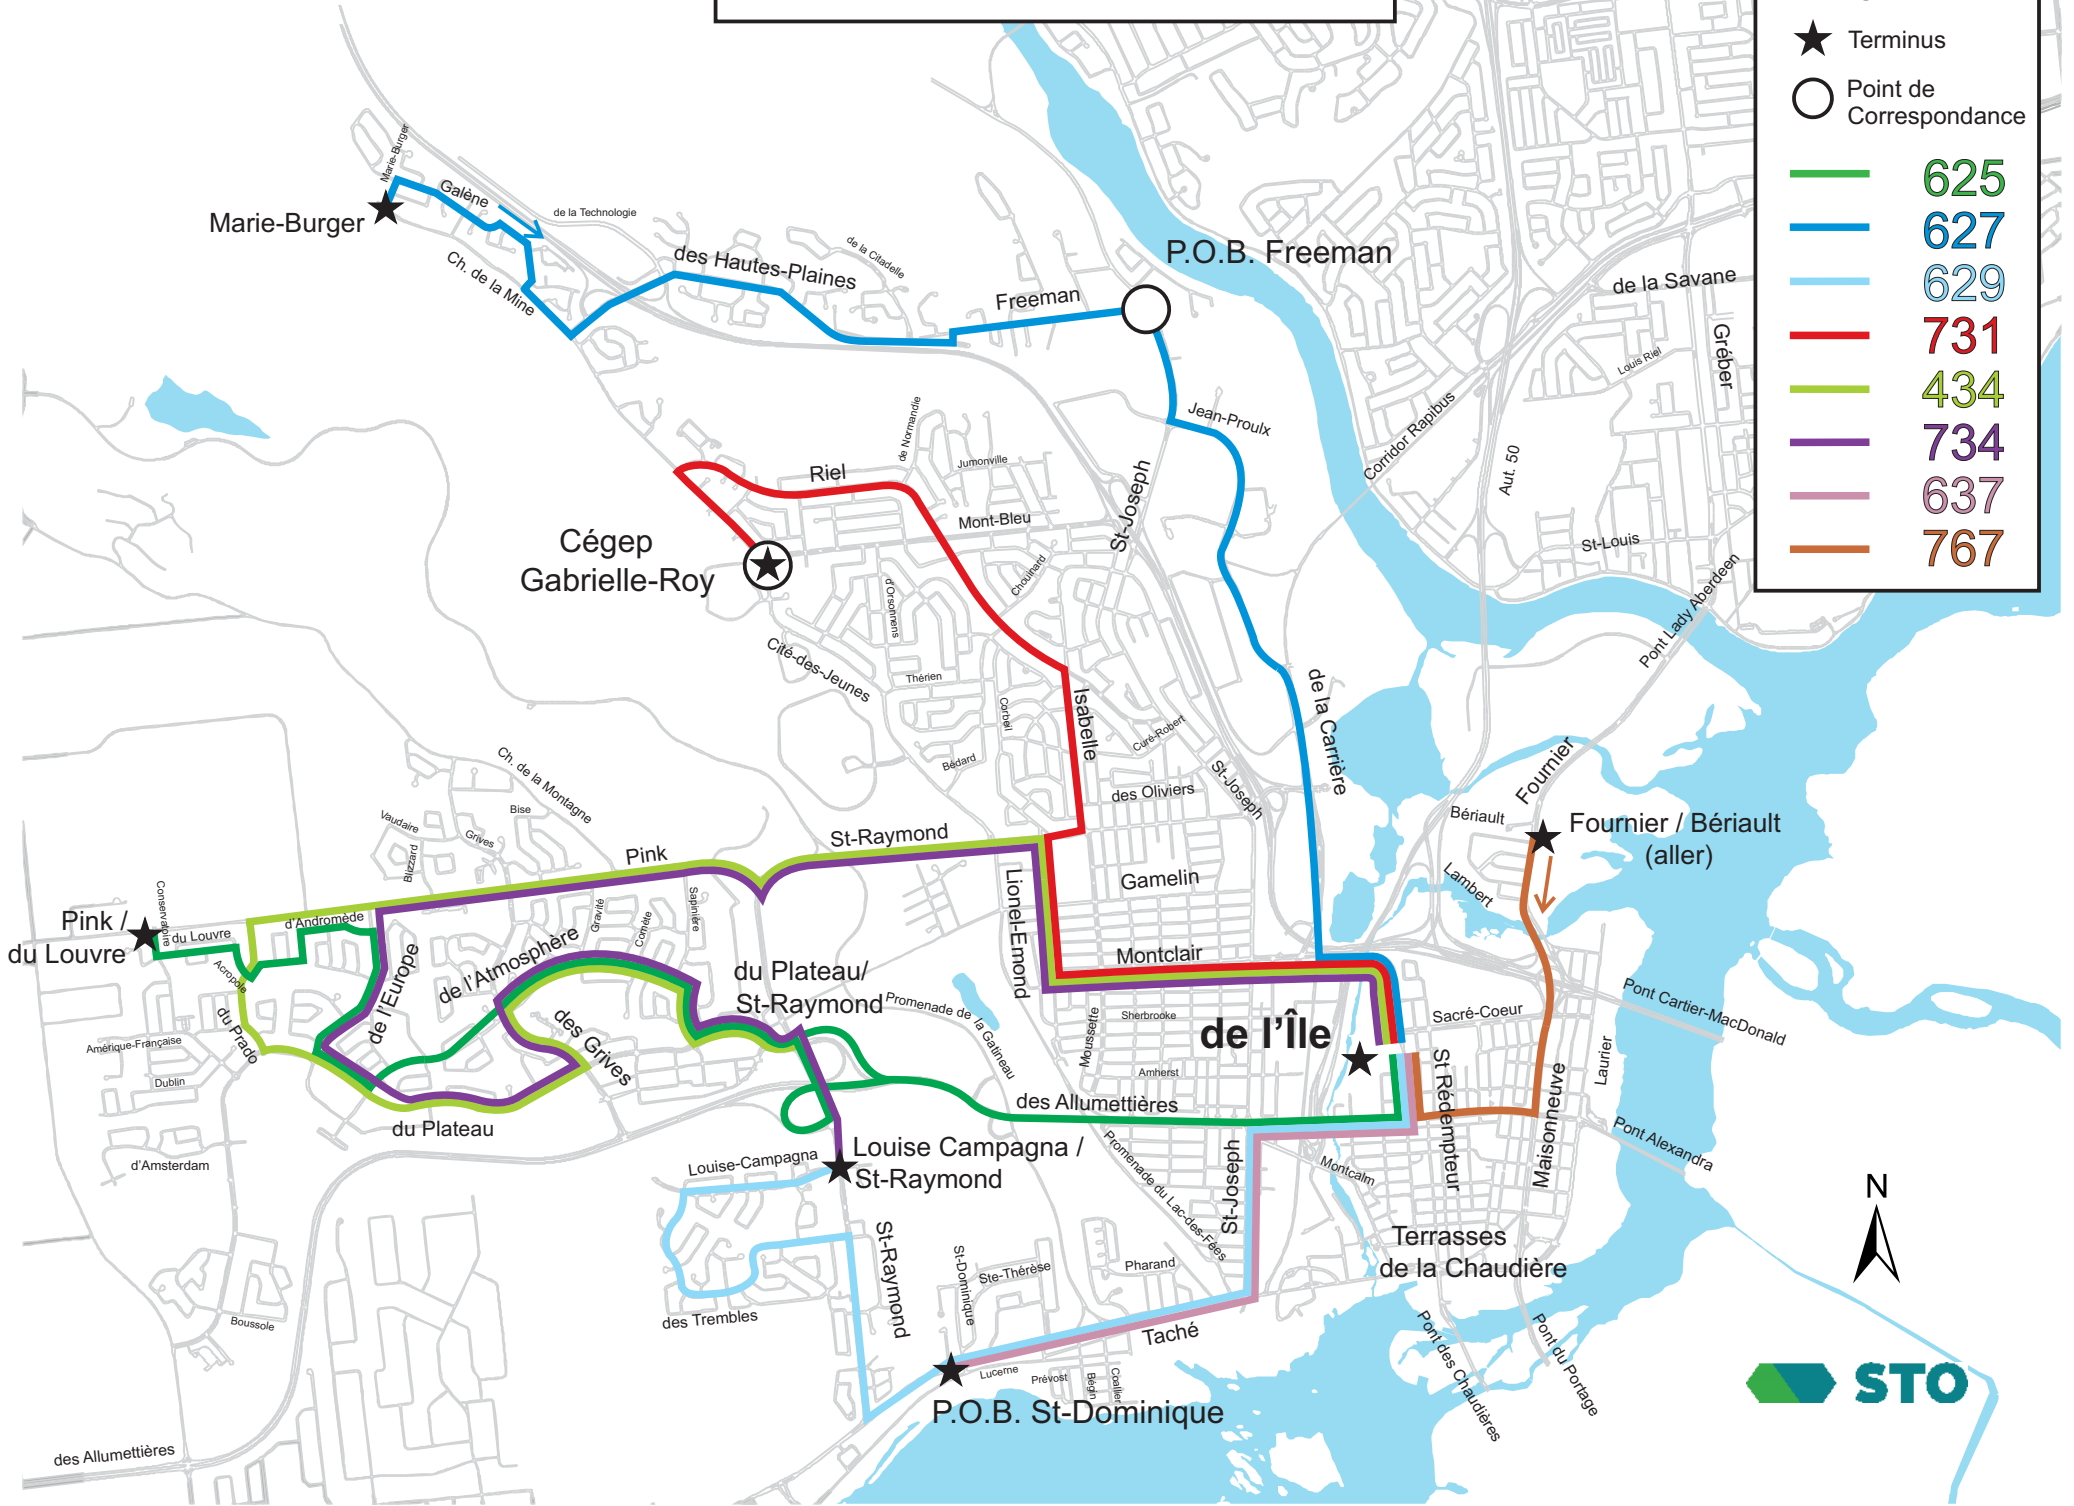 Terminus
Point de
Correspondance
625
627
629
731
434
734
637
767
Marie-Burger
Marie-Burger
Galène
de la Technologie
Ch. de la Mine
des Hautes-Plaines
de la Citadelle
Freeman
P.O.B. Freeman
de la Savane
Gréber
Louis Riel
Jean-Proulx
Corridor Rapibus
Aut. 50
St-Louis
Pont Lady Aberdeen
Riel
de Normandie
Jumonville
Mont-Bleu
St-Joseph
Chouinard
Cégep
Gabrielle-Roy
d'Orsonnens
Cité-des-Jeunes
Thérien
Corbeil
Isabelle
Curé-Robert
Bédard
des Oliviers
St-Joseph
de la Carrière
Fournier
Bériault
Fournier / Bériault
(aller)
Lambert
Ch. de la Montagne
Bise
Vaudaire
Grives
Blizzard
Pink
St-Raymond
Gamelin
Lionel-Emond
Conservatoire
Pink /
du Louvre
du Louvre
d'Andromède
Acropole
Gravité
Comète
Sapinière
de l'Europe
de l'Atmosphère
du Plateau/
St-Raymond
Promenade de la Gatineau
Montclair
Moussette
Sherbrooke
de l'Île
Sacré-Coeur
Pont Cartier-MacDonald
du Prado
Amérique-Française
Dublin
des Grives
Amherst
St Rédempteur
Laurier
Maisonneuve
des Allumettières
du Plateau
d'Amsterdam
Louise-Campagna
Louise Campagna /
St-Raymond
Promenade du Lac-des-Fées
St-Joseph
Montcalm
Pont Alexandra
N
Terrasses
de la Chaudière
St-Raymond
St-Dominique
Ste-Thérèse
Pharand
des Trembles
Boussole
Taché
Lucerne
Prévost
Bégin
Coallier
P.O.B. St-Dominique
Pont des Chaudières
Pont du Portage
STO
des Allumettières